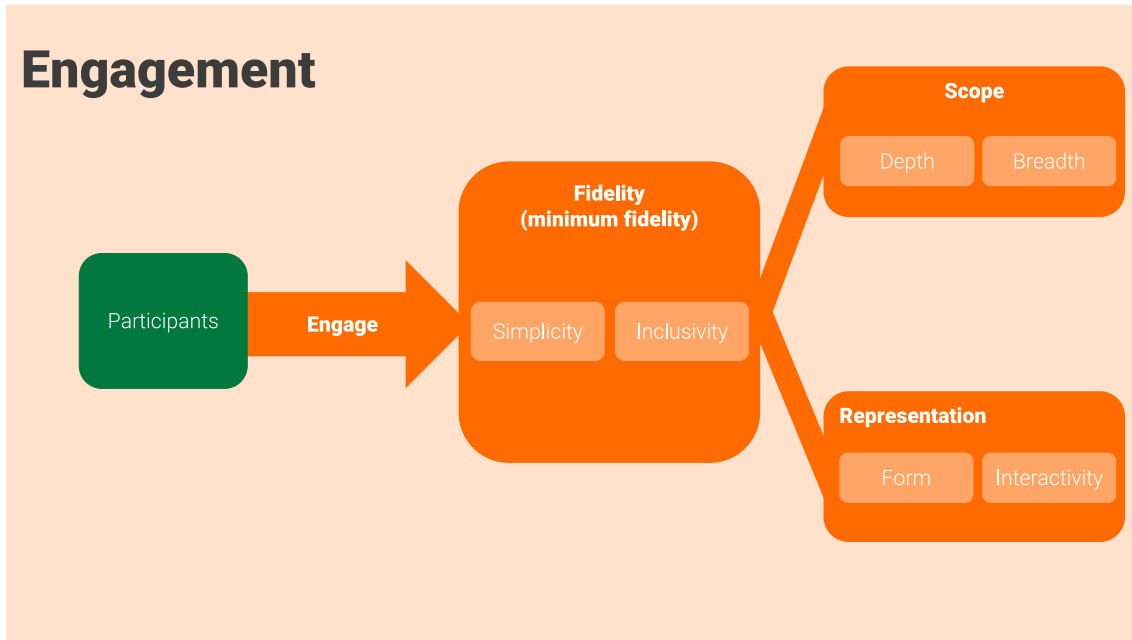 Engagement
Participants
Engage
Fidelity
(minimum fidelity)
Simplicity
Inclusivity
Scope
Depth
Breadth
Representation
Form
Interactivity